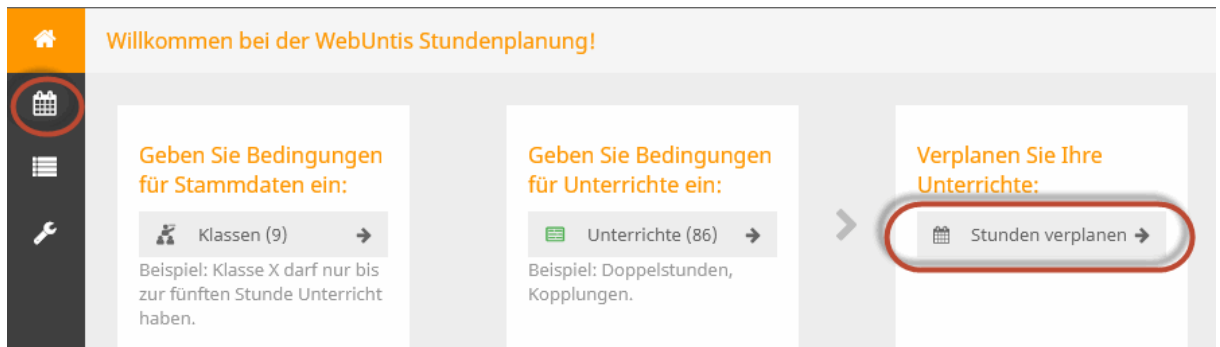 Willkommen bei der WebUntis Stundenplanung!
Geben Sie Bedingungen
für Stammdaten ein:
Klassen (9)
Beispiel: Klasse X darf nur bis
zur fünften Stunde Unterricht
haben.
Geben Sie Bedingungen
für Unterrichte ein:
Unterrichte (86)
Beispiel: Doppelstunden,
Kopplungen.
Verplanen Sie Ihre
Unterrichte:
Stunden verplanen